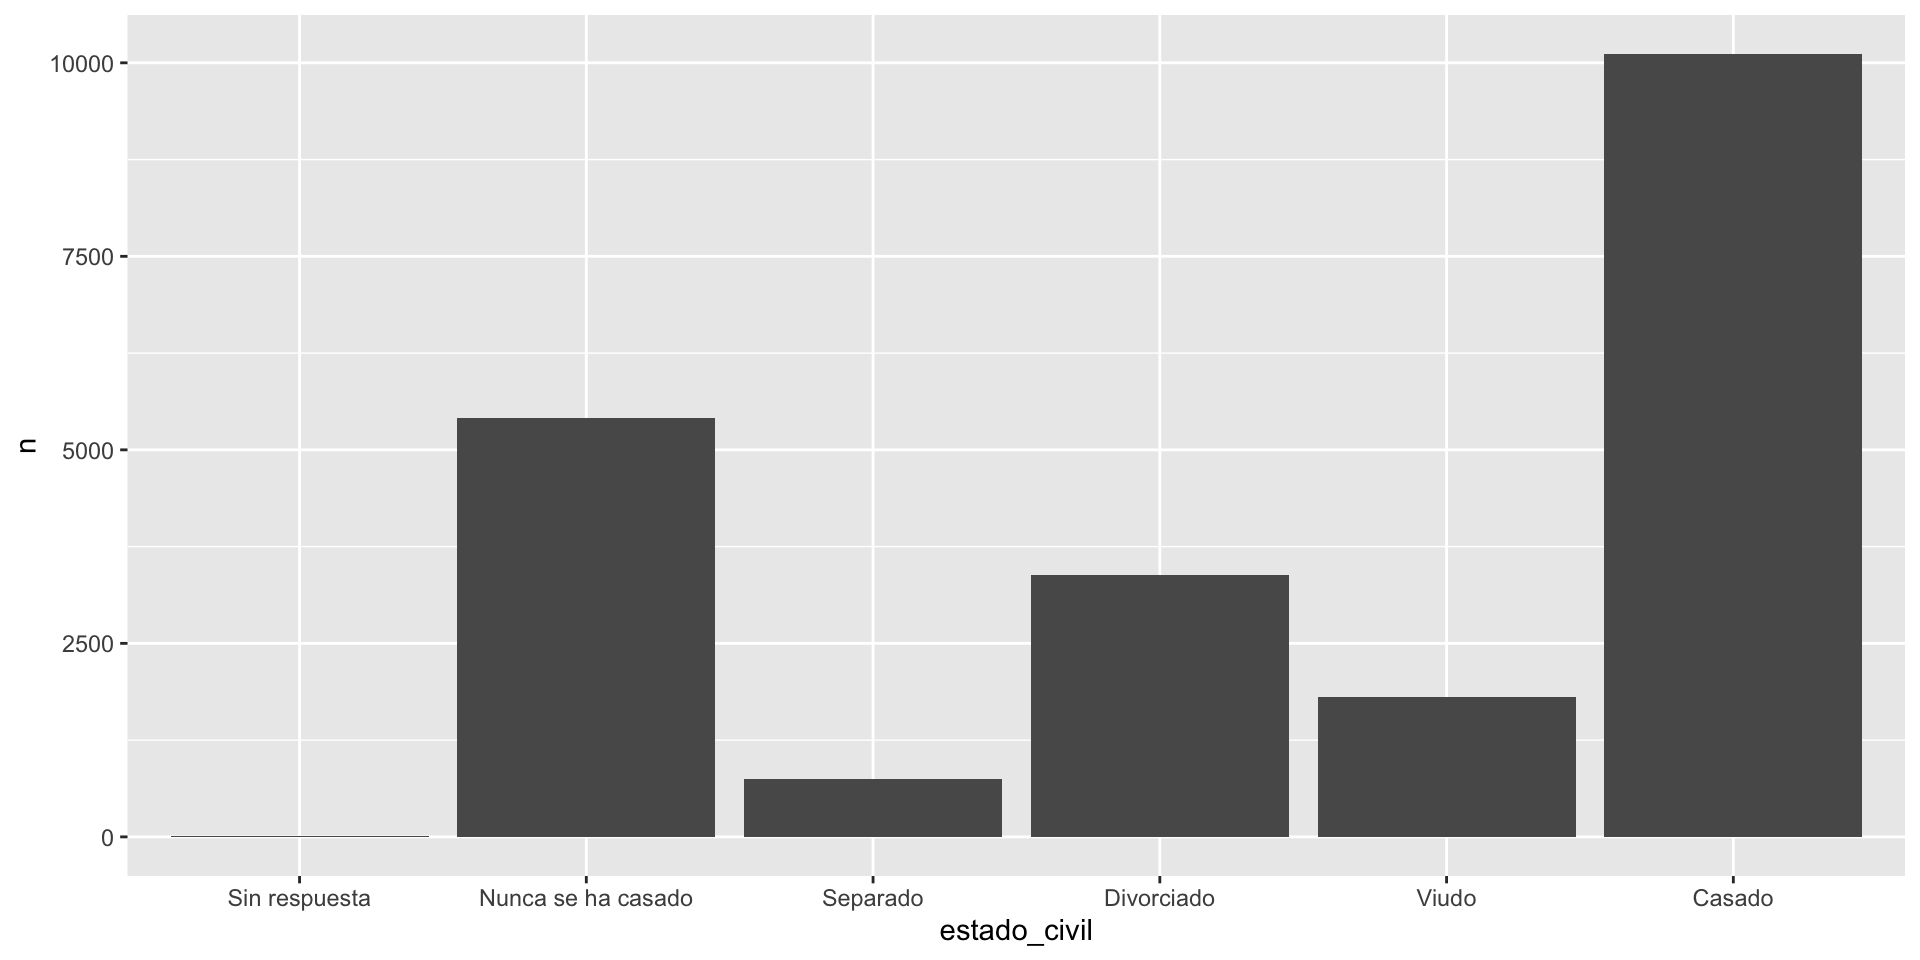 10000
7500
5000
2500
0
n
Sin respuesta Nunca se ha casado Separado Divorciado Viudo Casado
estado_civil